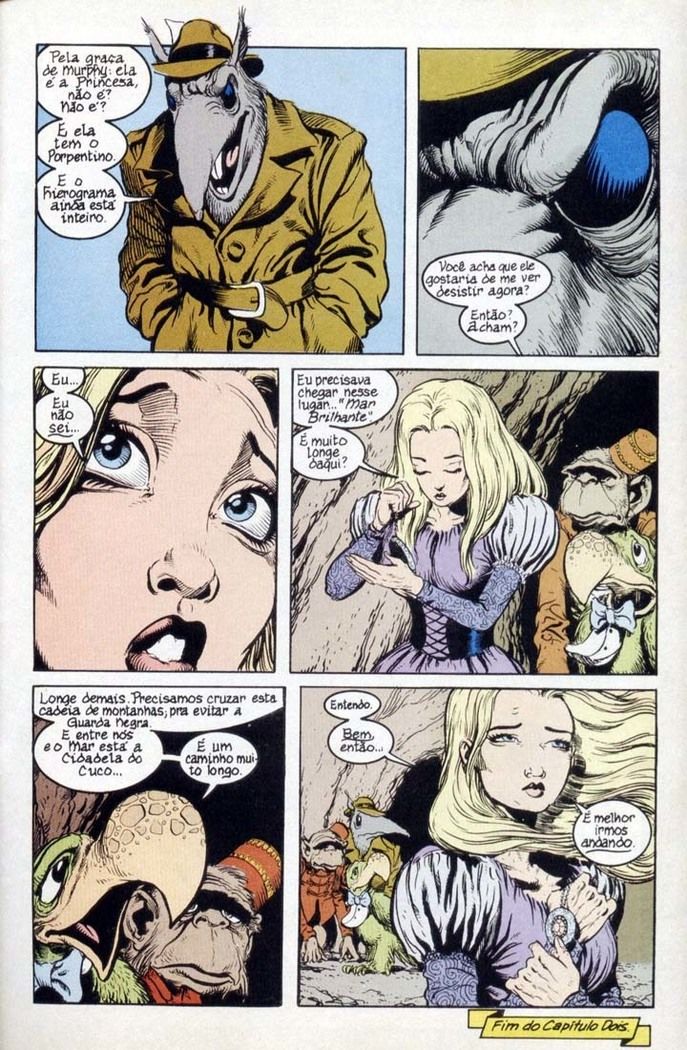 Pela graça
de Murphy: ela
é a Princesa,
não é?
Não é?
E ela
tem o
Porpentino.
E o
hierograma
ainda está
inteiro.
Você acha que ele
gostaria de me ver
desistir agora?
Então?
Acham?
Eu...
Eu
não
sei...
Eu precisava
chegar nesse
lugar..."Mar
Brilhante"
É muito
longe
daqui?
Longe demais. Precisamos cruzar esta
cadeia de montanhas, pra evitar a
Guarda Negra.
E entre nós
e o Mar está a
Cidadela do
Cuco...
É um
caminho mui-
to longo.
Entendo.
Bem,
então...
É melhor
irmos
andando.
Fim do Capítulo Dois.